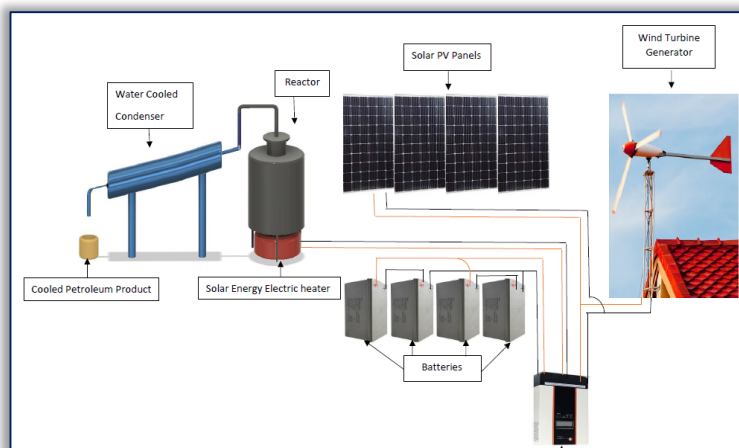 Solar PV Panels
Wind Turbine
Generator
Reactor
Water Cooled
Condenser
Cooled Petroleum Product
Solar Energy Electric heater
Batteries